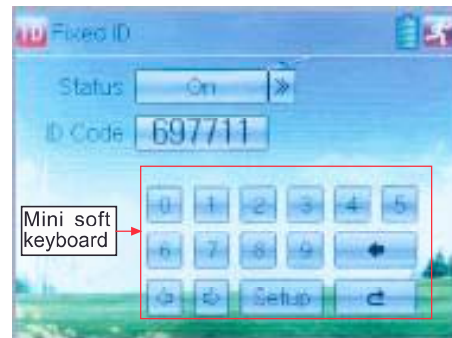 ID Fixed ID
Status On
ID Code 697711
0 1 2 3 4 5
Mini soft
keyboard
6 7 8 9
Setup